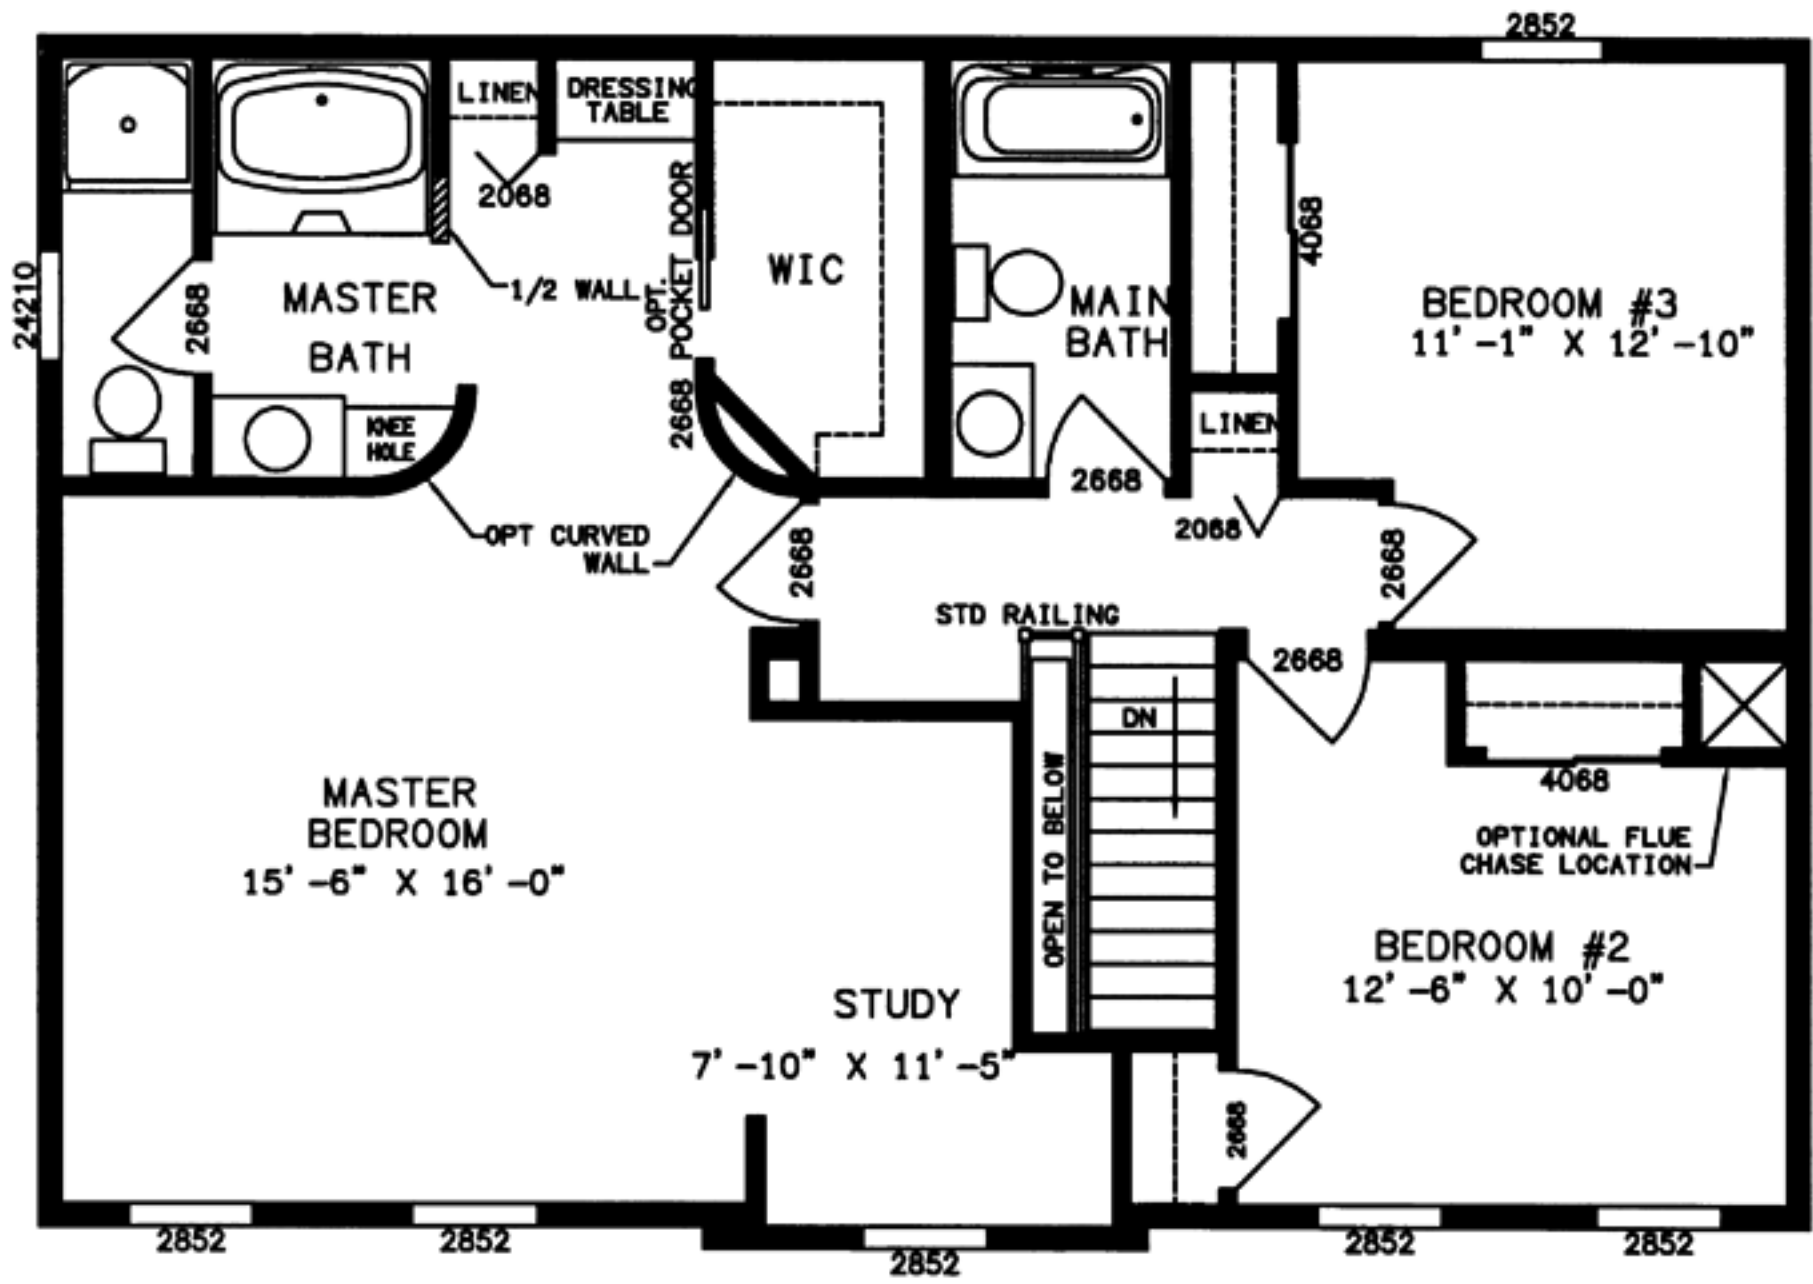 2852
LINEN
DRESSING
TABLE
2068
OPT. POCKET DOOR
2668
1/2 WALL
WIC
24210
2668
MASTER
BATH
KNEE
HOLE
MAIN
BATH
2668
4068
BEDROOM #3
11'-1" X 12'-10"
LINEN
2068
2668
OPT CURVED
WALL
2668
STD RAILING
2668
DN
OPEN TO BELOW
4068
OPTIONAL FLUE
CHASE LOCATION
MASTER
BEDROOM
15'-6" X 16'-0"
STUDY
7'-10" X 11'-5"
BEDROOM #2
12'-6" X 10'-0"
2668
2852
2852
2852
2852
2852